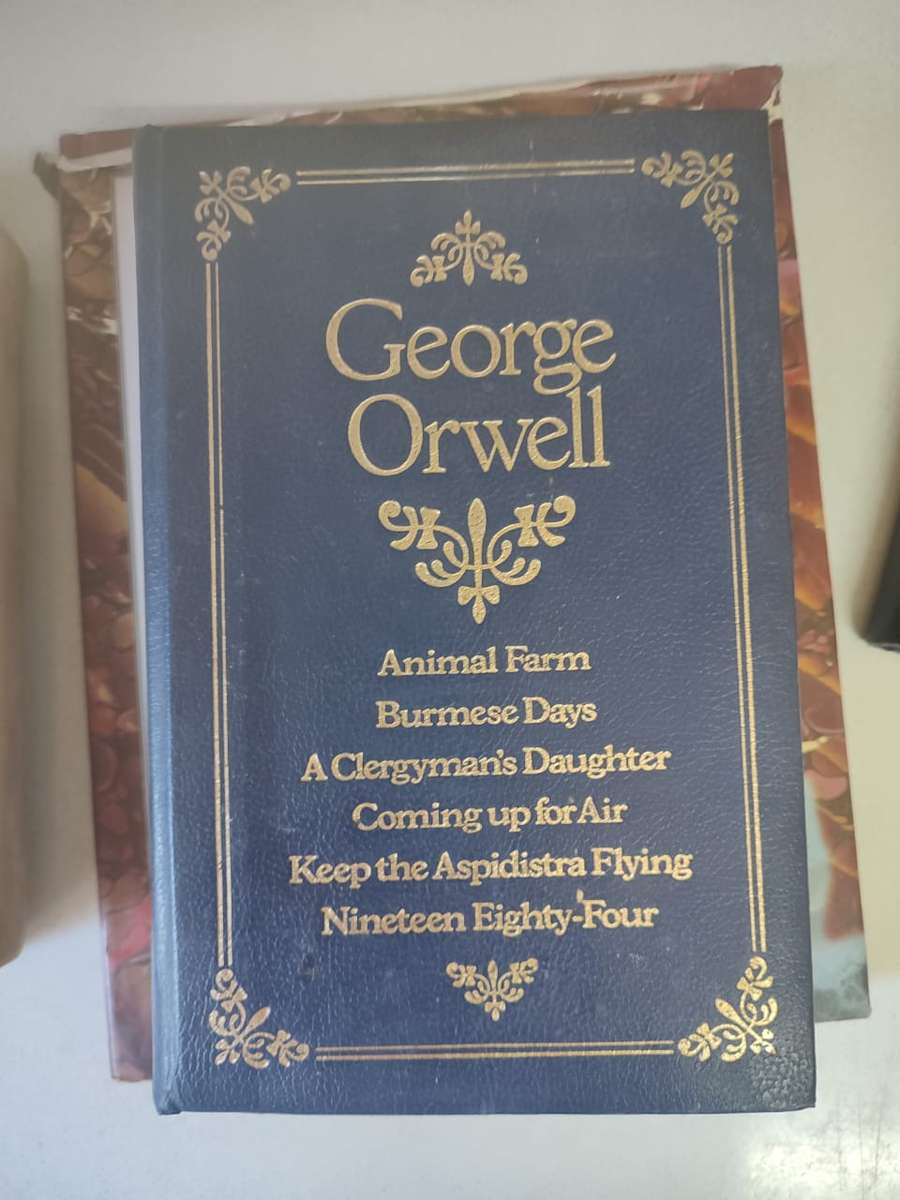 George
Orwell
Animal Farm
Burmese Days
A Clergyman's Daughter
Coming up for Air
Keep the Aspidistra Flying
Nineteen Eighty-Four